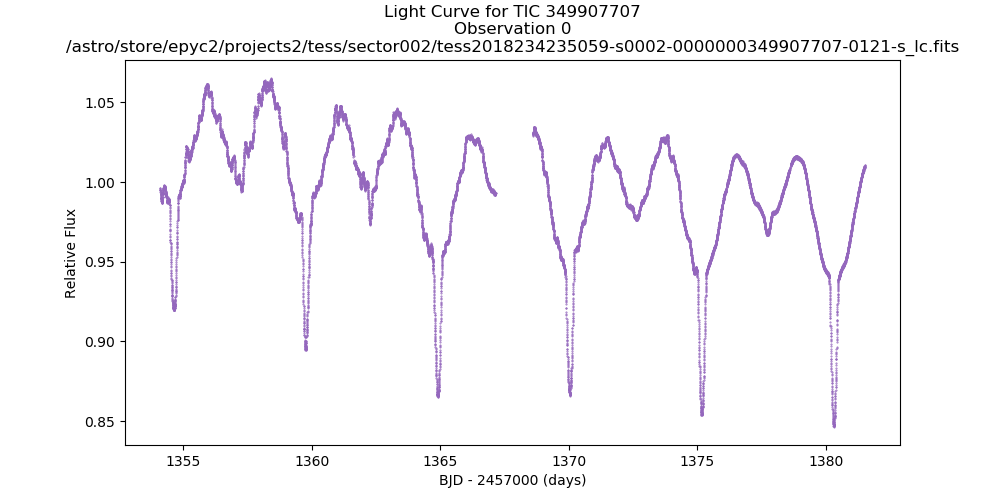 Light Curve for TIC 349907707
Observation 0
/astro/store/epyc2/projects2/tess/sector002/tess2018234235059-s0002-0000000349907707-0121-s_lc.fits
1.05
1.00
0.95
0.90
0.85
Relative Flux
1355 1360 1365 1370 1375 1380
BJD - 2457000 (days)